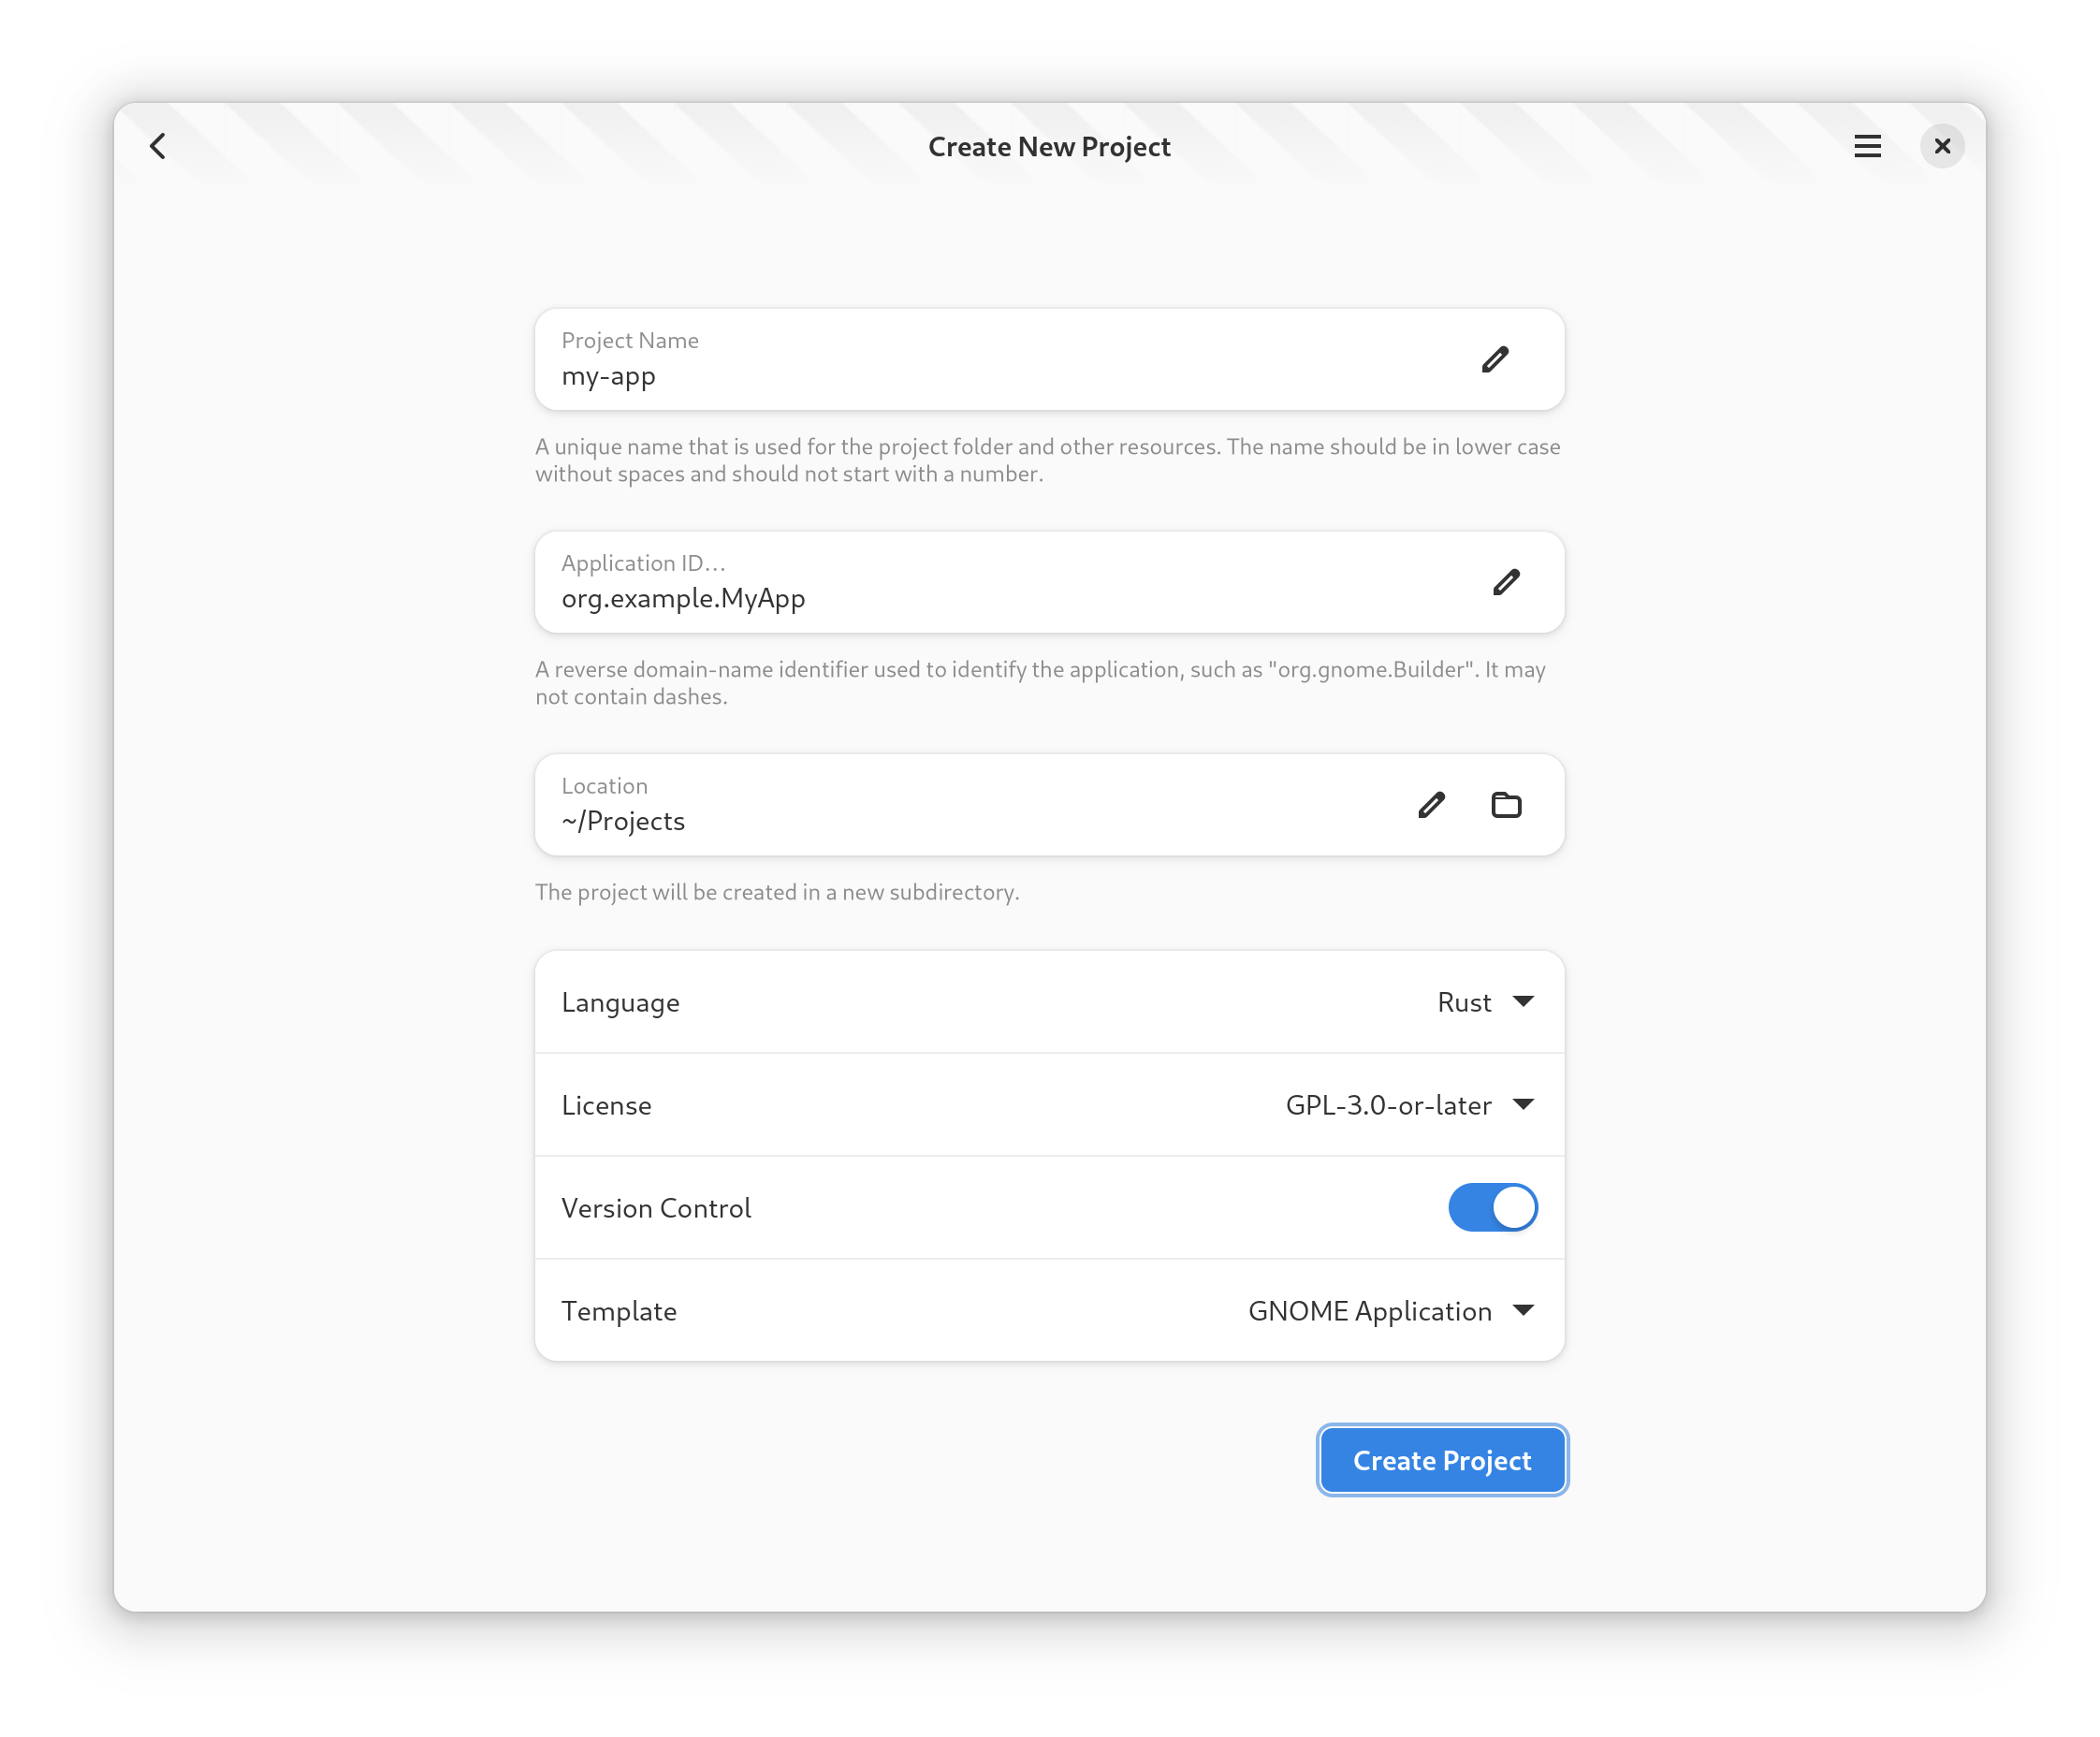 Create New Project
Project Name
my-app
A unique name that is used for the project folder and other resources. The name should be in lower case
without spaces and should not start with a number.
Application ID…
org.example.MyApp
A reverse domain-name identifier used to identify the application, such as "org.gnome.Builder". It may
not contain dashes.
Location
~/Projects
The project will be created in a new subdirectory.
Language Rust
License GPL-3.0-or-later
Version Control
Template GNOME Application
Create Project